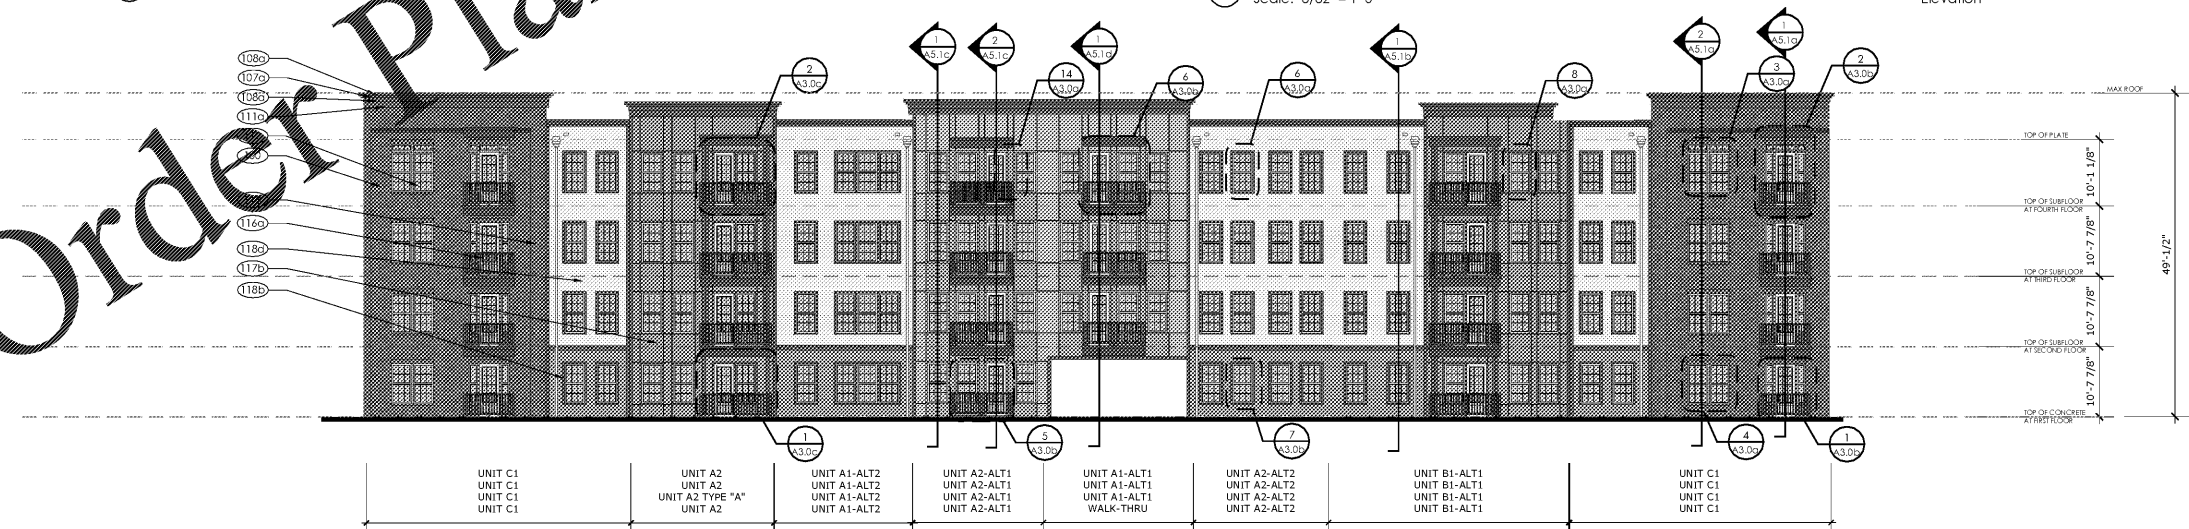 Scale: 3/32" = 1'-0"
Elevation
Order Pla
108a
107a
108a
111a
116a
118d
117b
118b
2
A3.0c
1
A5.1c
2
A5.1c
1
A5.1d
14
A3.0a
6
A3.0b
6
A3.0a
1
A5.1b
8
A3.0a
2
A5.1a
1
A5.1a
3
A3.0a
2
A3.0b
MAX ROOF
TOP OF PLATE
10'-1 1/8"
TOP OF SUBFLOOR
AT FOURTH FLOOR
10'-7 7/8"
TOP OF SUBFLOOR
AT THIRD FLOOR
10'-7 7/8"
TOP OF SUBFLOOR
AT SECOND FLOOR
10'-7 7/8"
TOP OF CONCRETE
AT FIRST FLOOR
49'-1/2"
1
A3.0c
5
A3.0b
7
A3.0b
4
A3.0a
1
A3.0b
UNIT C1
UNIT C1
UNIT C1
UNIT C1
UNIT A2
UNIT A2
UNIT A2 TYPE "A"
UNIT A2
UNIT A1-ALT2
UNIT A1-ALT2
UNIT A1-ALT2
UNIT A1-ALT2
UNIT A2-ALT1
UNIT A2-ALT1
UNIT A2-ALT1
UNIT A2-ALT1
UNIT A1-ALT1
UNIT A1-ALT1
UNIT A1-ALT1
WALK-THRU
UNIT A2-ALT2
UNIT A2-ALT2
UNIT A2-ALT2
UNIT A2-ALT2
UNIT B1-ALT1
UNIT B1-ALT1
UNIT B1-ALT1
UNIT B1-ALT1
UNIT C1
UNIT C1
UNIT C1
UNIT C1